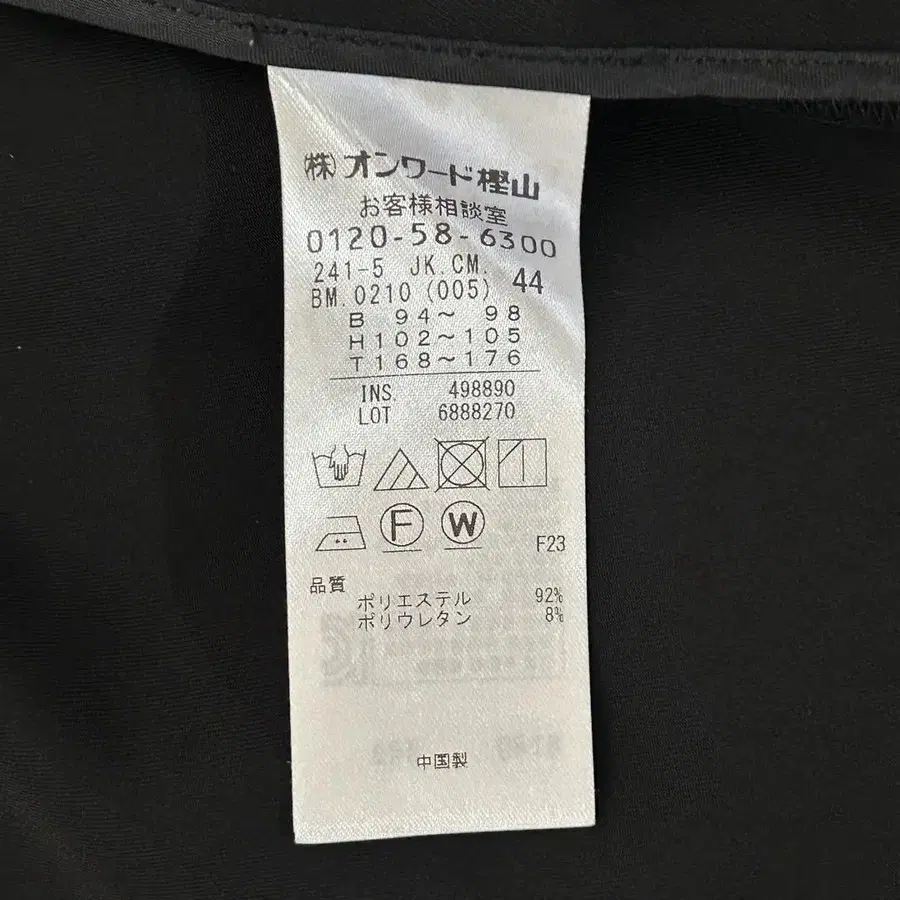 (株)オンワード樫山
お客様相談室
0120-58-6300
241-5 JK.CM. 44
BM.0210 (005)
B 94～ 98
H102～105
T168～176
INS. 498890
LOT 6888270
F W
F23
品質
ポリエステル 92%
ポリウレタン 8%
中国製